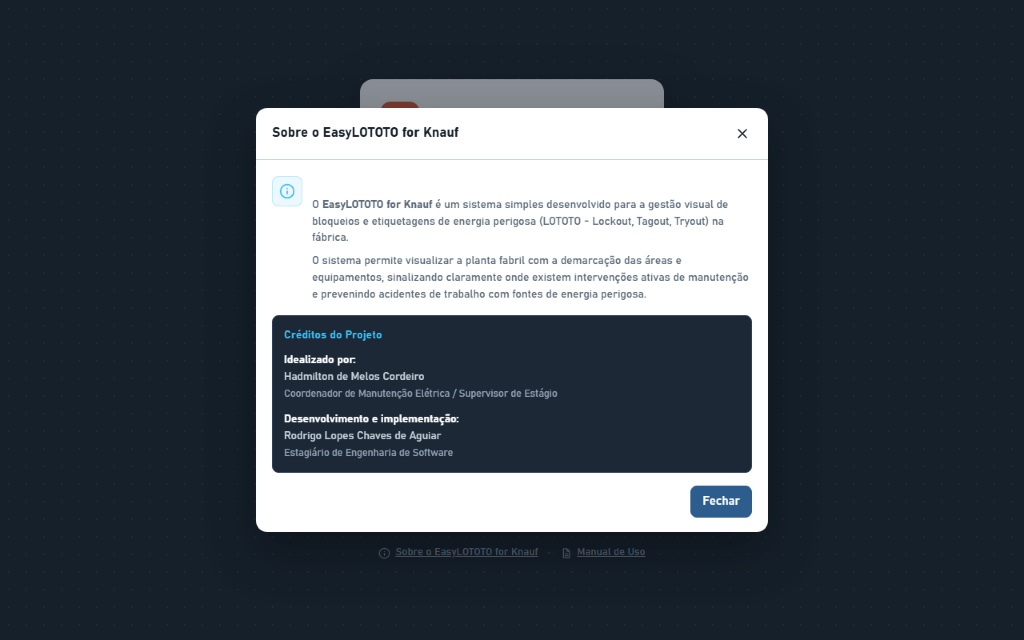 Sobre o EasyLOTOTO for Knauf
O EasyLOTOTO for Knauf é um sistema simples desenvolvido para a gestão visual de
bloqueios e etiquetagens de energia perigosa (LOTOTO - Lockout, Tagout, Tryout) na
fábrica.
O sistema permite visualizar a planta fabril com a demarcação das áreas e
equipamentos, sinalizando claramente onde existem intervenções ativas de manutenção
e prevenindo acidentes de trabalho com fontes de energia perigosa.
Créditos do Projeto
Idealizado por:
Hadmilton de Melos Cordeiro
Coordenador de Manutenção Elétrica / Supervisor de Estágio
Desenvolvimento e implementação:
Rodrigo Lopes Chaves de Aguiar
Estagiário de Engenharia de Software
Fechar
Sobre o EasyLOTOTO for Knauf · Manual de Uso